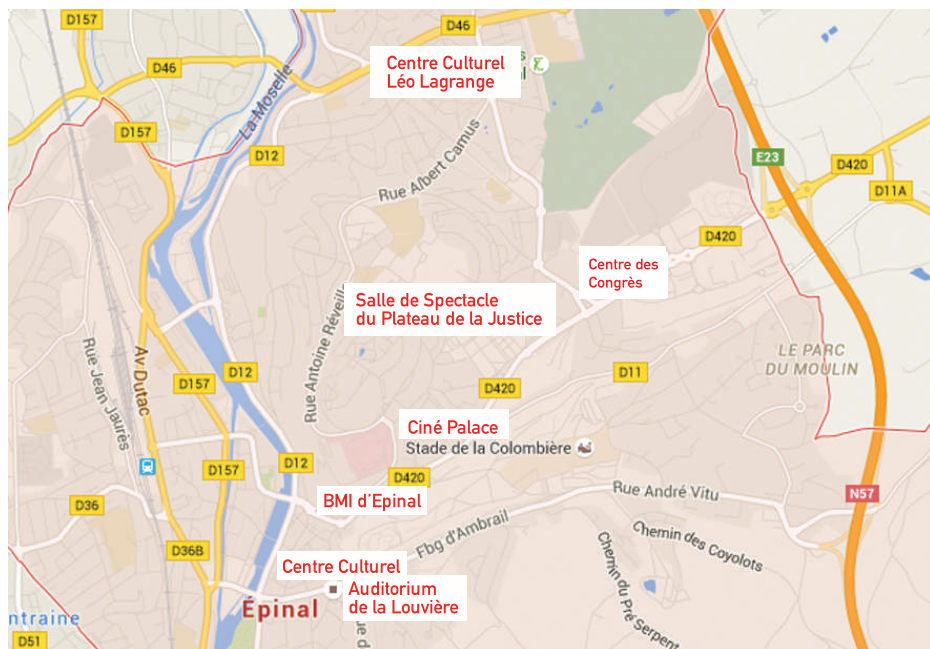 D157
D46
D46
Centre Culturel
Léo Lagrange
La Moselle
D157
D12
E23
D420
D11A
Rue Albert Camus
D420
Centre des
Congrès
Salle de Spectacle
du Plateau de la Justice
Rue Antoine Réveille
Rue Jean Jaurès
Av Dutac
D157
D12
D420
D11
LE PARC
DU MOULIN
Ciné Palace
Stade de la Colombière
D157
D12
D420
BMI d'Epinal
Rue André Vitu
N57
D36
Fbg d'Ambrail
Chemin des Coyolots
D36B
Chemin du Pré Serpent
Centre Culturel
Auditorium
de la Louvière
Épinal
ntraine
D51